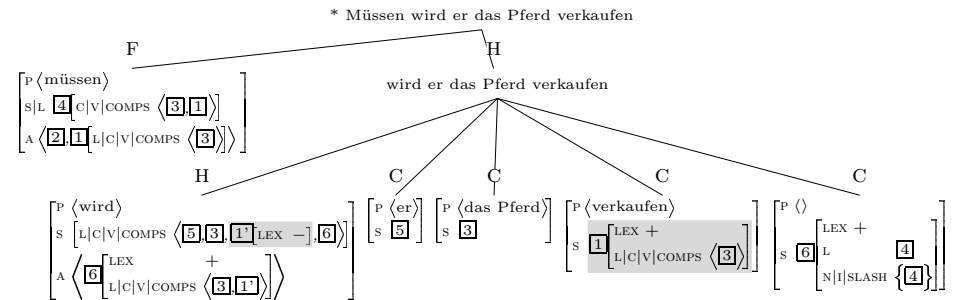 * Müssen wird er das Pferd verkaufen
F
H
P ⟨müssen⟩
S|L 4[C|V|COMPS ⟨3,1⟩]
A ⟨2,1[L|C|V|COMPS ⟨3⟩]⟩
wird er das Pferd verkaufen
H C C C C
P ⟨wird⟩
S [L|C|V|COMPS ⟨5,3,1'[LEX −],6⟩]
A ⟨6[LEX +
L|C|V|COMPS ⟨3,1'⟩]⟩
P ⟨er⟩
S 5
P ⟨das Pferd⟩
S 3
P ⟨verkaufen⟩
S 1[LEX +
L|C|V|COMPS ⟨3⟩]
P ⟨⟩
S 6[LEX +
L 4
N|I|SLASH {4}]